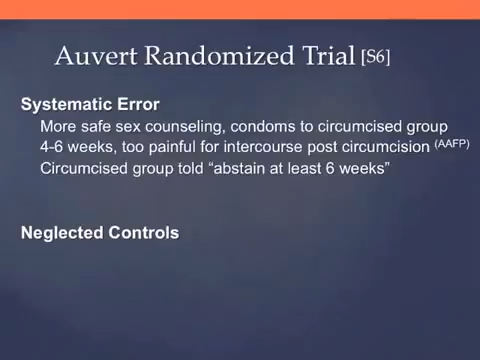 Auvert Randomized Trial [S6]
Systematic Error
More safe sex counseling, condoms to circumcised group
4-6 weeks, too painful for intercourse post circumcision (AAFP)
Circumcised group told “abstain at least 6 weeks”
Neglected Controls